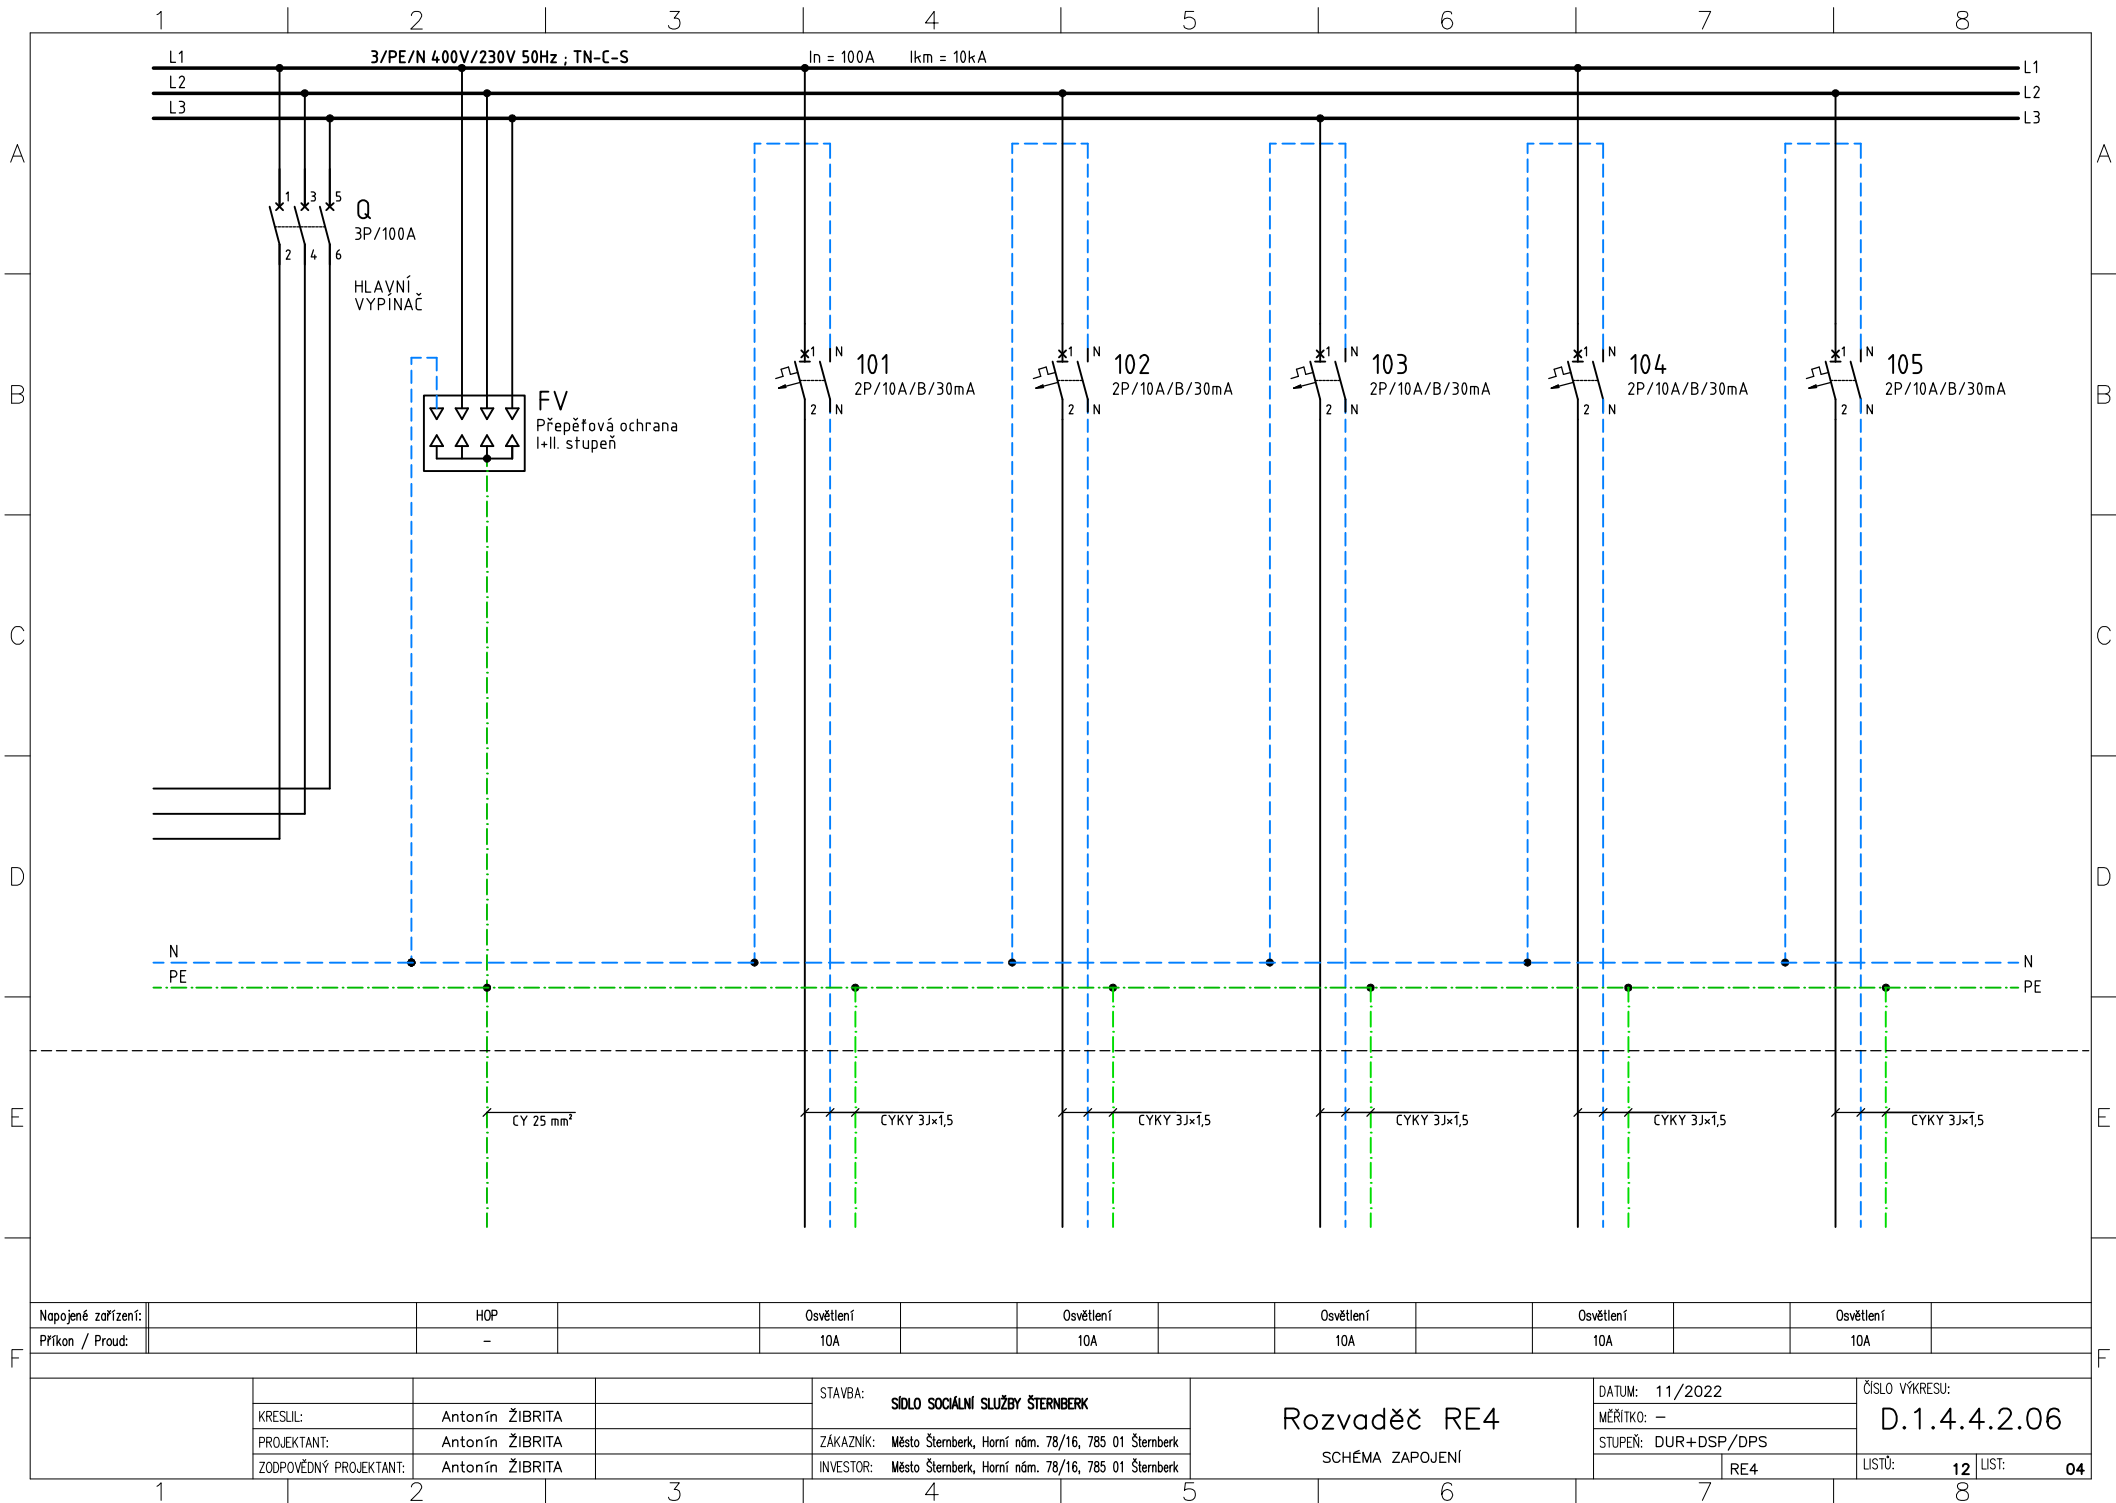 1 2 3 4 5 6 7 8
L1 3/PE/N 400V/230V 50Hz ; TN-C-S In = 100A Ikm = 10kA L1
L2 L2
L3 L3
A A
1 3 5 Q
3P/100A
2 4 6
HLAVNÍ
VYPÍNAČ
1 N 101
2P/10A/B/30mA
2 N
1 N 102
2P/10A/B/30mA
2 N
1 N 103
2P/10A/B/30mA
2 N
1 N 104
2P/10A/B/30mA
2 N
1 N 105
2P/10A/B/30mA
2 N
B B
FV
Přepěťová ochrana
I+II. stupeň
C C
D D
N N
PE PE
E E
CY 25 mm² CYKY 3J×1,5 CYKY 3J×1,5 CYKY 3J×1,5 CYKY 3J×1,5 CYKY 3J×1,5
Napojené zařízení: HOP Osvětlení Osvětlení Osvětlení Osvětlení Osvětlení
Příkon / Proud: - 10A 10A 10A 10A 10A
F F
KRESLIL: Antonín ŽIBRITA
PROJEKTANT: Antonín ŽIBRITA
ZODPOVĚDNÝ PROJEKTANT: Antonín ŽIBRITA
STAVBA: SÍDLO SOCIÁLNÍ SLUŽBY ŠTERNBERK
ZÁKAZNÍK: Město Šternberk, Horní nám. 78/16, 785 01 Šternberk
INVESTOR: Město Šternberk, Horní nám. 78/16, 785 01 Šternberk
Rozvaděč RE4
SCHÉMA ZAPOJENÍ
DATUM: 11/2022
MĚŘÍTKO: -
STUPEŇ: DUR+DSP/DPS
RE4
ČÍSLO VÝKRESU:
D.1.4.4.2.06
LISTŮ: 12 LIST: 04
1 2 3 4 5 6 7 8